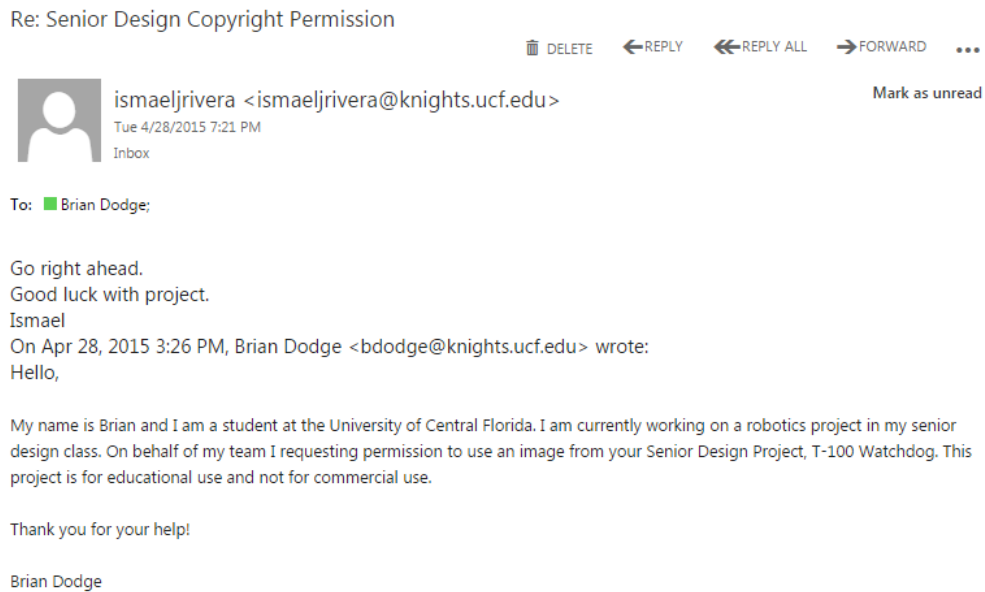 Re: Senior Design Copyright Permission
DELETE REPLY REPLY ALL FORWARD
ismaeljrivera <ismaeljrivera@knights.ucf.edu>
Mark as unread
Tue 4/28/2015 7:21 PM
Inbox
To: Brian Dodge;
Go right ahead.
Good luck with project.
Ismael
On Apr 28, 2015 3:26 PM, Brian Dodge <bdodge@knights.ucf.edu> wrote:
Hello,
My name is Brian and I am a student at the University of Central Florida. I am currently working on a robotics project in my senior
design class. On behalf of my team I requesting permission to use an image from your Senior Design Project, T-100 Watchdog. This
project is for educational use and not for commercial use.
Thank you for your help!
Brian Dodge